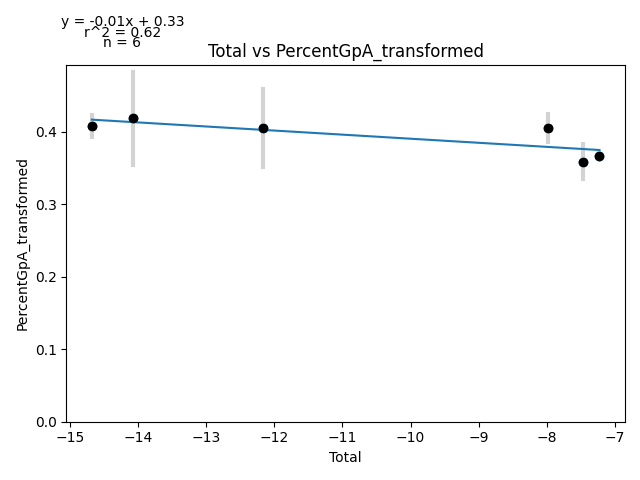 y = -0.01x + 0.33
r^2 = 0.62
n = 6
Total vs PercentGpA_transformed
PercentGpA_transformed
0.4
0.3
0.2
0.1
0.0
−15
−14
−13
−12
−11
−10
−9
−8
−7
Total